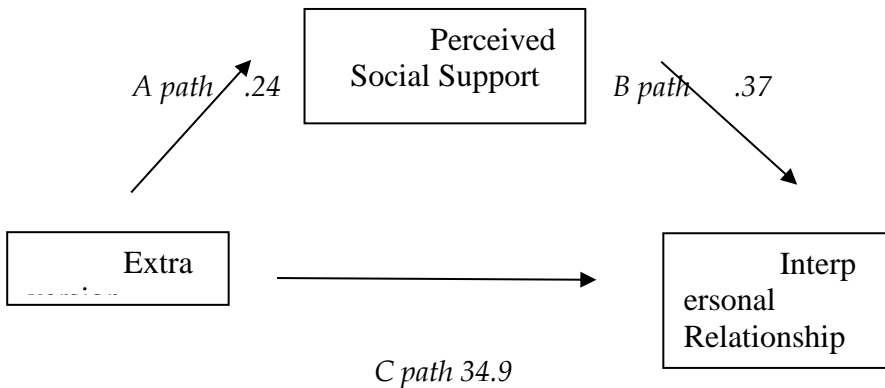 Perceived
Social Support
A path .24
B path .37
Extra
Interp
ersonal
Relationship
C path 34.9